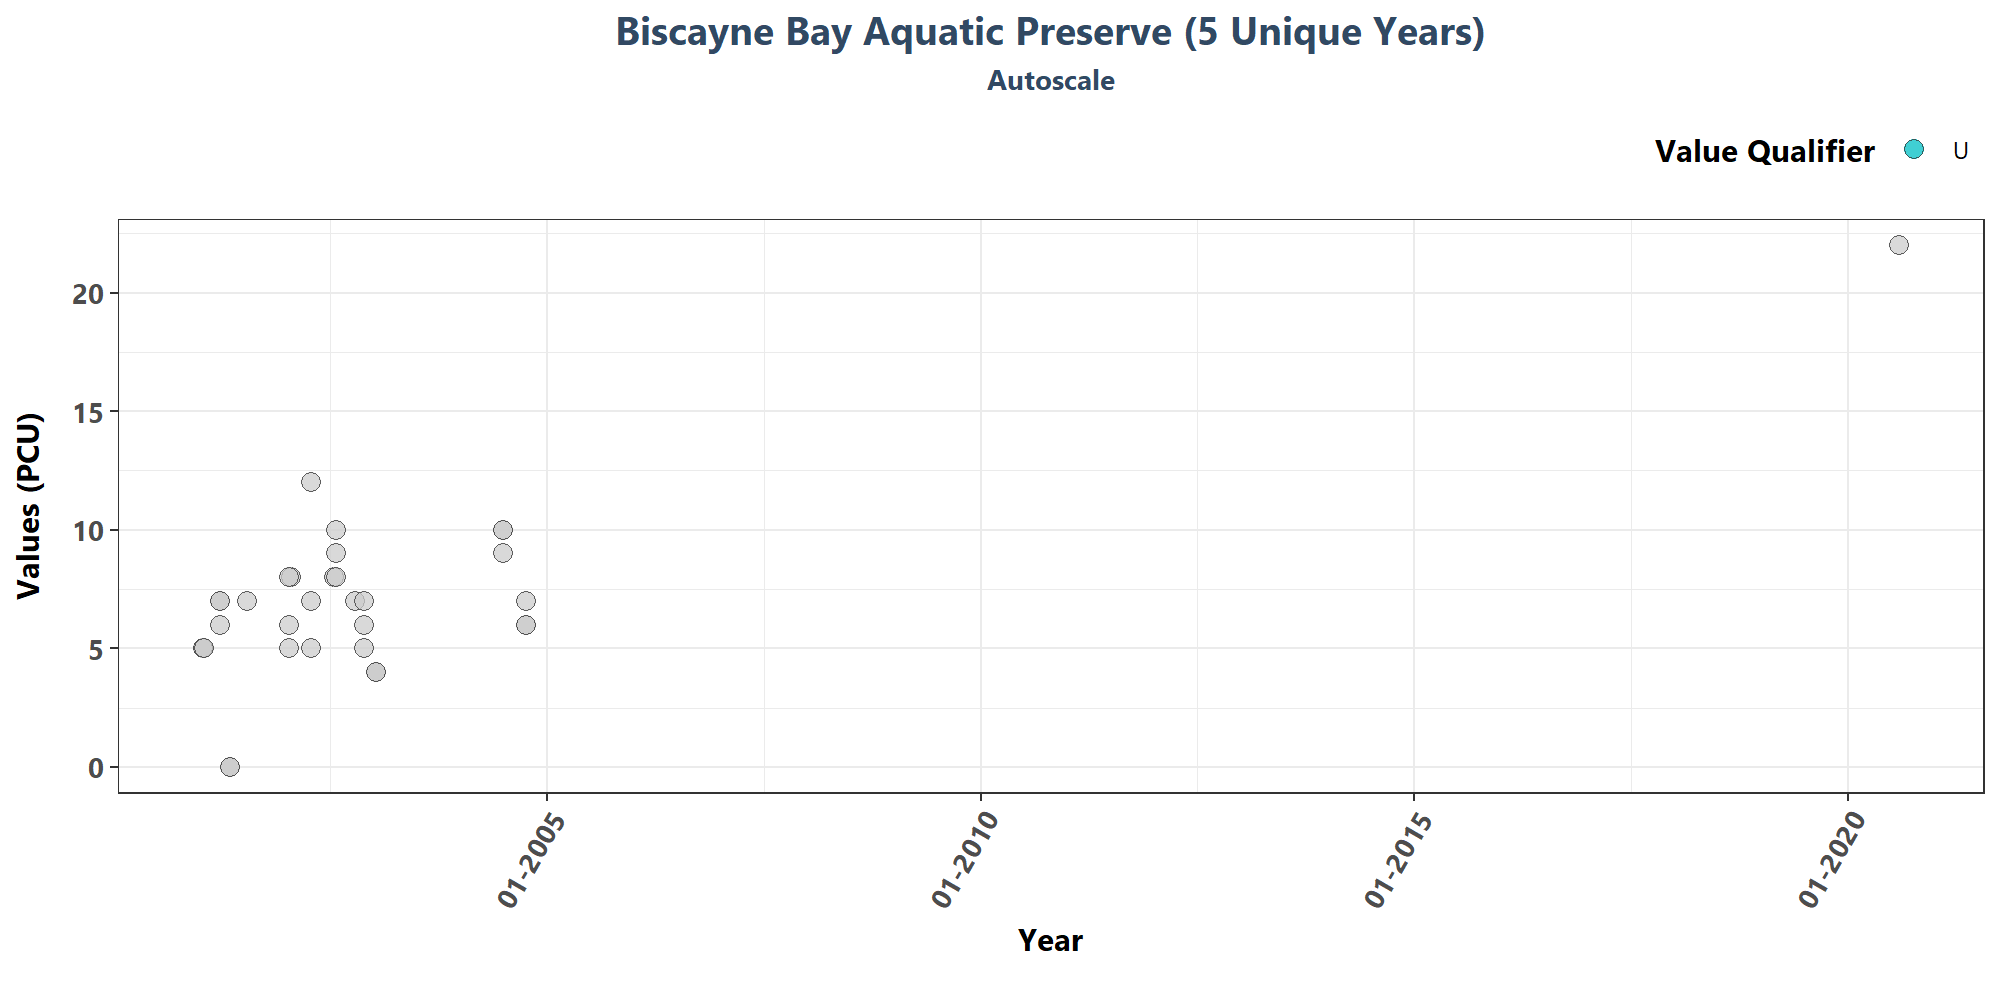 Biscayne Bay Aquatic Preserve (5 Unique Years)
Autoscale
Value Qualifier U
Values (PCU)
20
15
10
5
0
01-2005 01-2010 01-2015 01-2020
Year